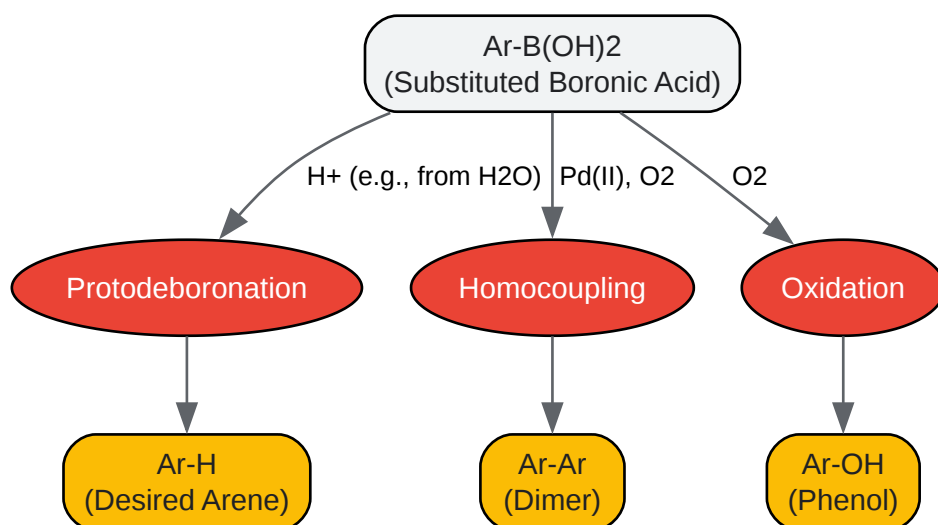 Ar-B(OH)2
(Substituted Boronic Acid)
H+ (e.g., from H2O)
Pd(II), O2
O2
Protodeboronation
Homocoupling
Oxidation
Ar-H
(Desired Arene)
Ar-Ar
(Dimer)
Ar-OH
(Phenol)